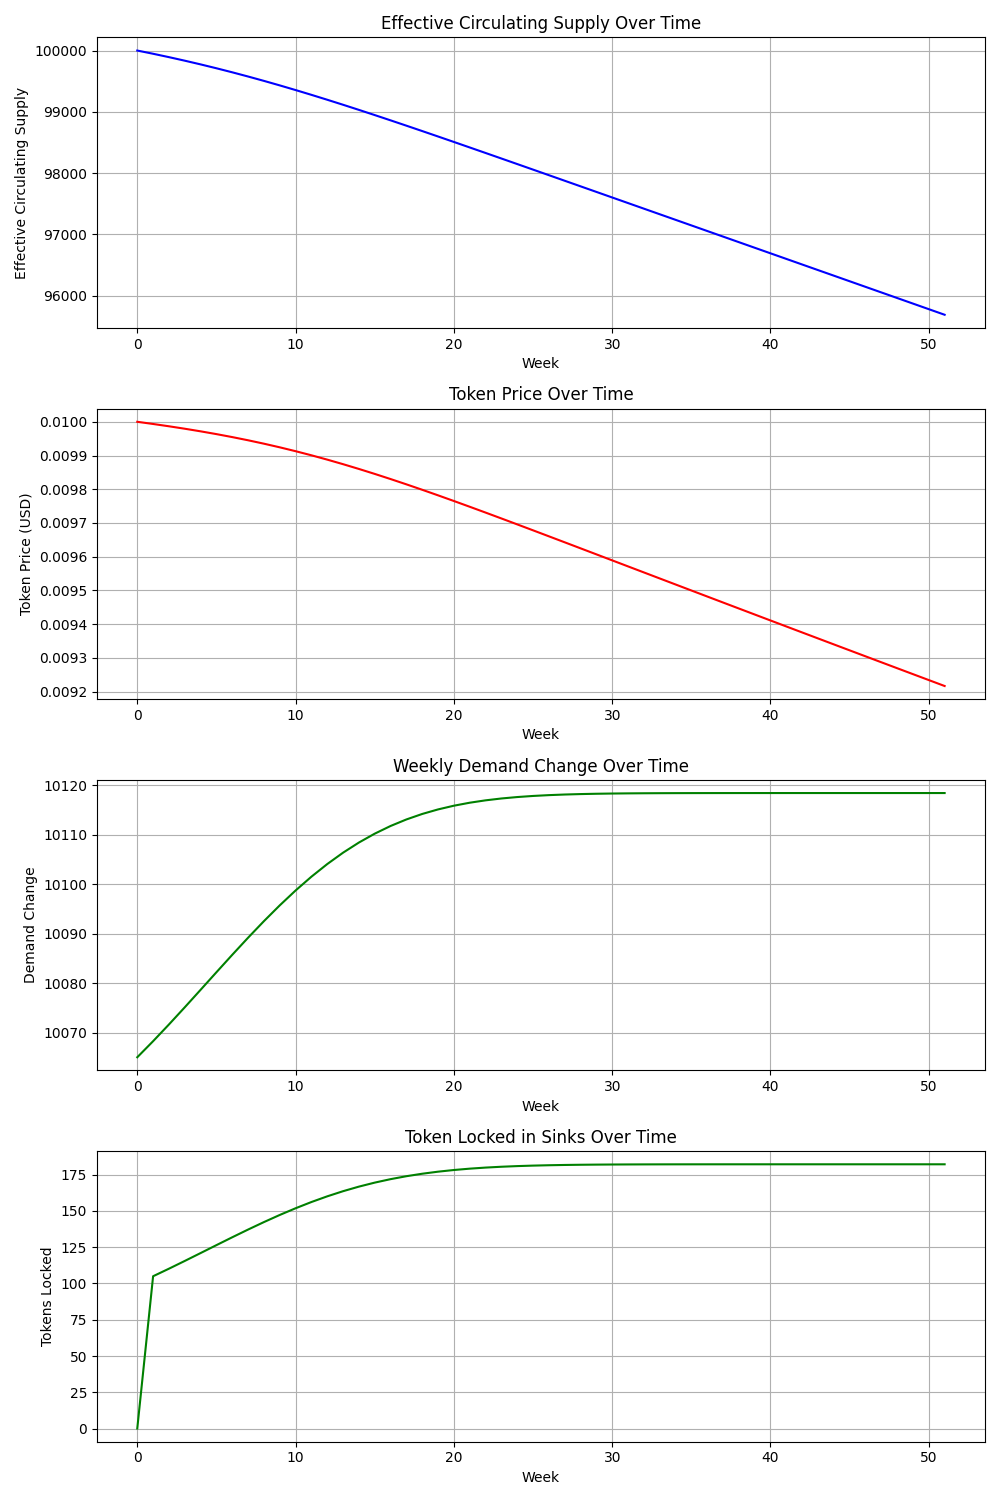 Effective Circulating Supply Over Time
Effective Circulating Supply
100000
99000
98000
97000
96000
0 10 20 30 40 50
Week
Token Price Over Time
Token Price (USD)
0.0100
0.0099
0.0098
0.0097
0.0096
0.0095
0.0094
0.0093
0.0092
0 10 20 30 40 50
Week
Weekly Demand Change Over Time
Demand Change
10120
10110
10100
10090
10080
10070
0 10 20 30 40 50
Week
Token Locked in Sinks Over Time
Tokens Locked
175
150
125
100
75
50
25
0
0 10 20 30 40 50
Week